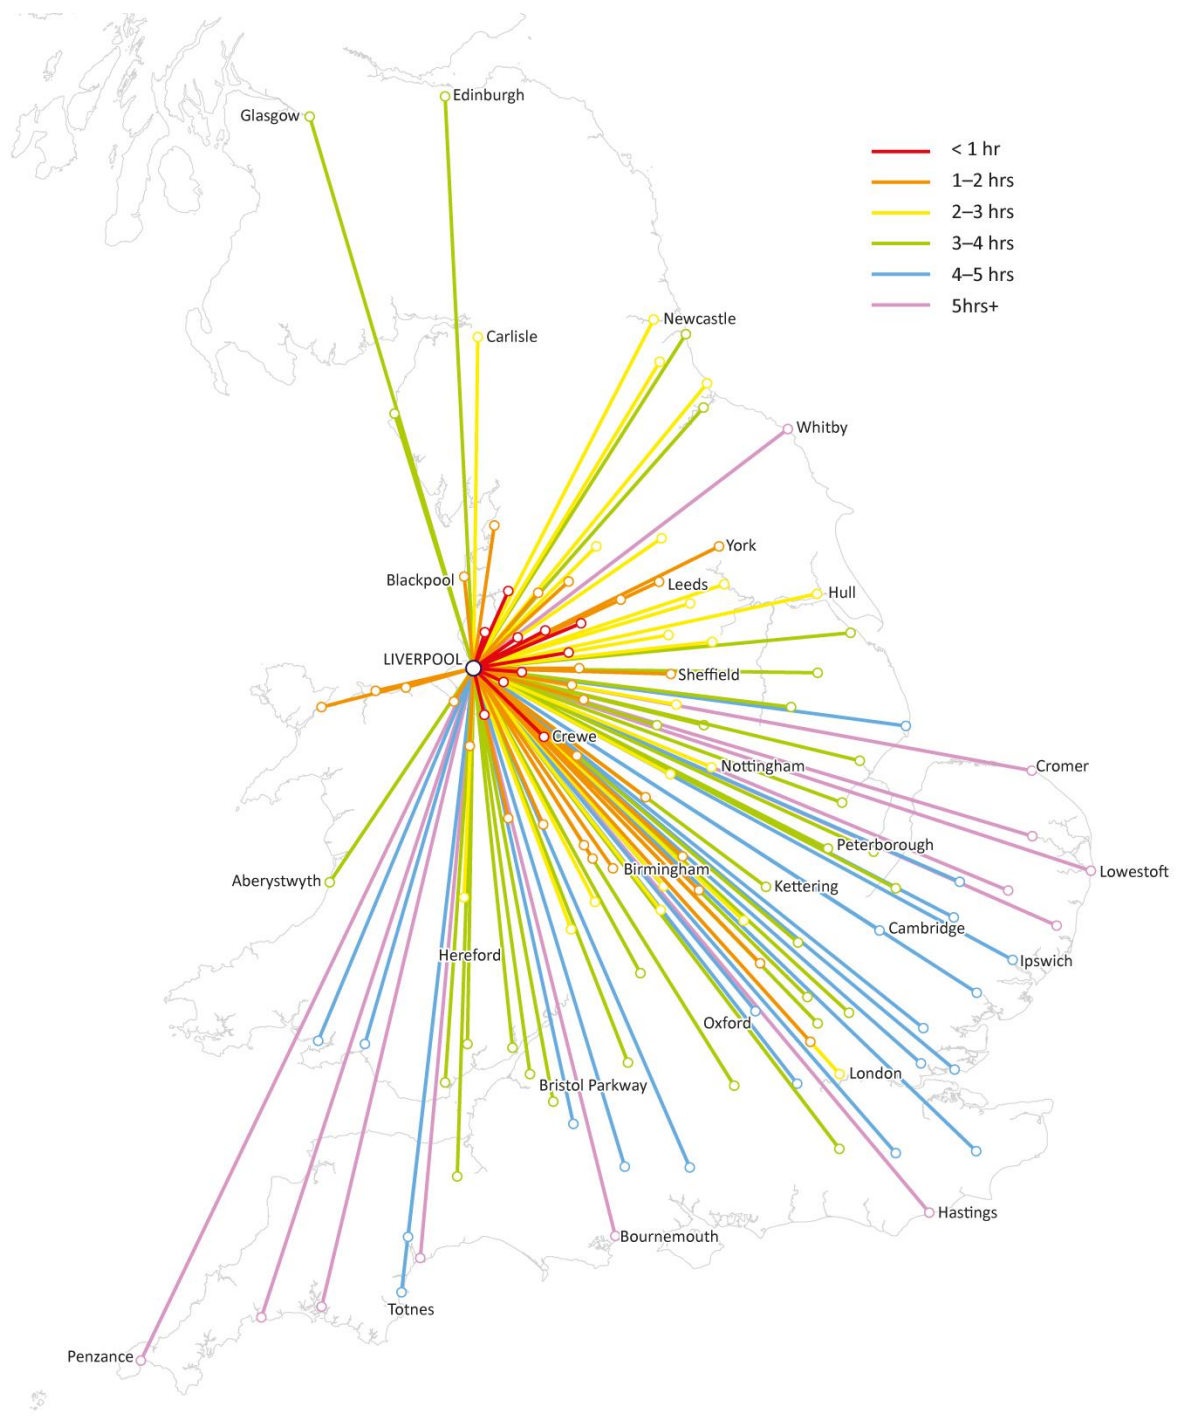 Edinburgh
Glasgow
< 1 hr
1–2 hrs
2–3 hrs
3–4 hrs
4–5 hrs
5hrs+
Newcastle
Carlisle
Whitby
York
Blackpool
Leeds
Hull
LIVERPOOL
Sheffield
Crewe
Nottingham
Cromer
Peterborough
Birmingham
Lowestoft
Aberystwyth
Kettering
Cambridge
Hereford
Ipswich
Oxford
London
Bristol Parkway
Hastings
Bournemouth
Totnes
Penzance